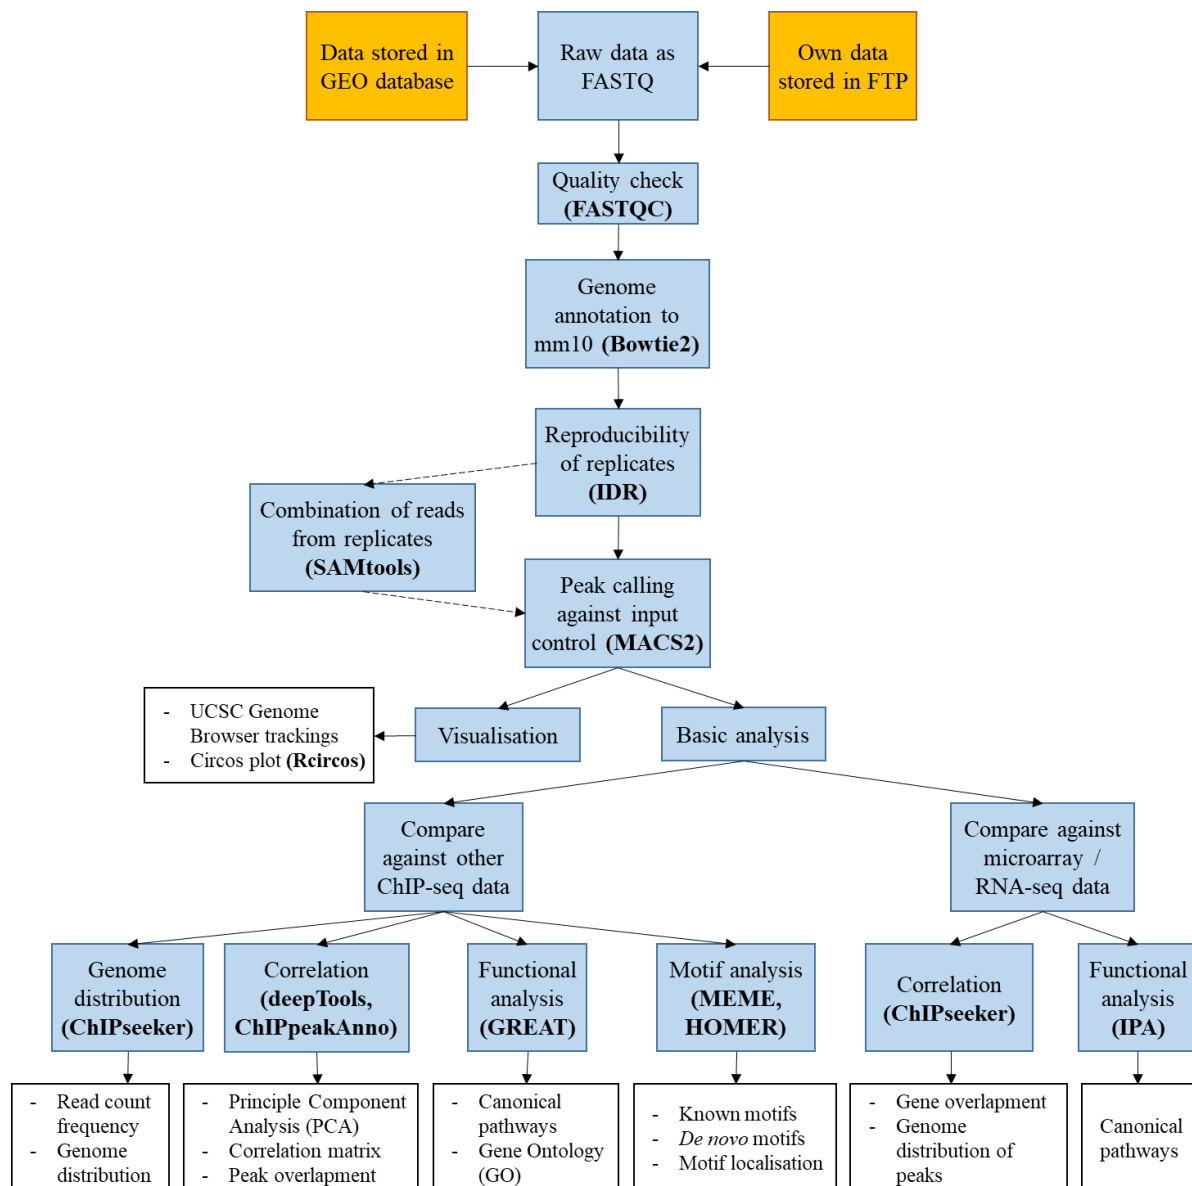 Data stored in
GEO database
Raw data as
FASTQ
Own data
stored in FTP
Quality check
(FASTQC)
Genome
annotation to
mm10 (Bowtie2)
Reproducibility
of replicates
(IDR)
Combination of reads
from replicates
(SAMtools)
Peak calling
against input
control (MACS2)
- UCSC Genome
Browser trackings
- Circos plot (Rcircos)
Visualisation
Basic analysis
Compare
against other
ChIP-seq data
Compare against
microarray /
RNA-seq data
Genome
distribution
(ChIPseeker)
Correlation
(deepTools,
ChIPpeakAnno)
Functional
analysis
(GREAT)
Motif analysis
(MEME,
HOMER)
Correlation
(ChIPseeker)
Functional
analysis
(IPA)
- Read count
frequency
- Genome
distribution
- Principle Component
Analysis (PCA)
- Correlation matrix
- Peak overlapment
- Canonical
pathways
- Gene Ontology
(GO)
- Known motifs
- De novo motifs
- Motif localisation
- Gene overlapment
- Genome
distribution of
peaks
Canonical
pathways